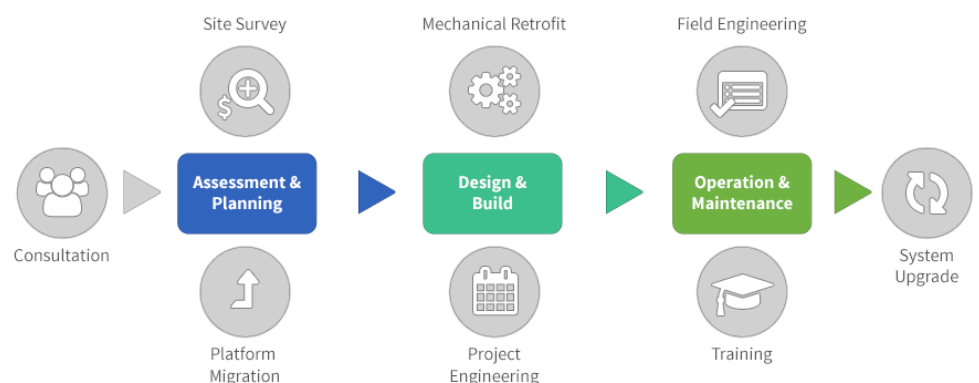 Site Survey
Mechanical Retrofit
Field Engineering
$
Assessment &
Planning
Design &
Build
Operation &
Maintenance
Consultation
System
Upgrade
Platform
Migration
Project
Engineering
Training